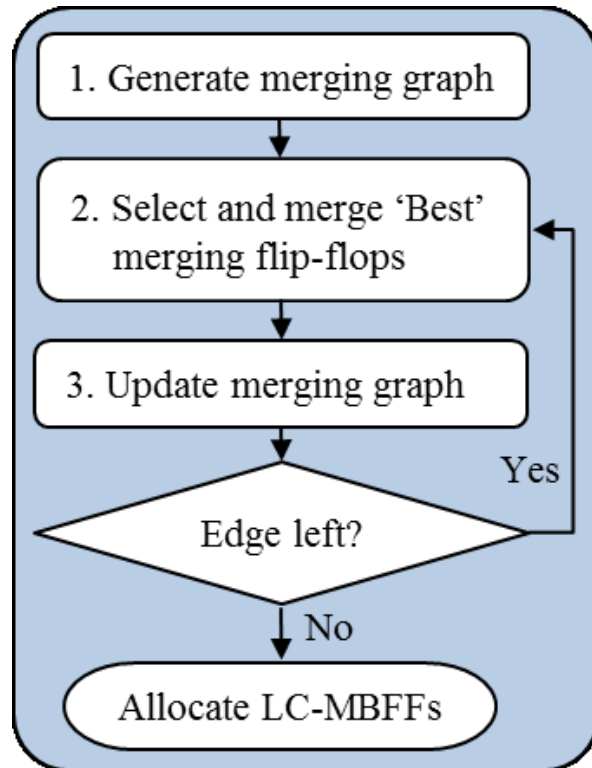 1. Generate merging graph
2. Select and merge ‘Best’
merging flip-flops
3. Update merging graph
Yes
Edge left?
No
Allocate LC-MBFFs